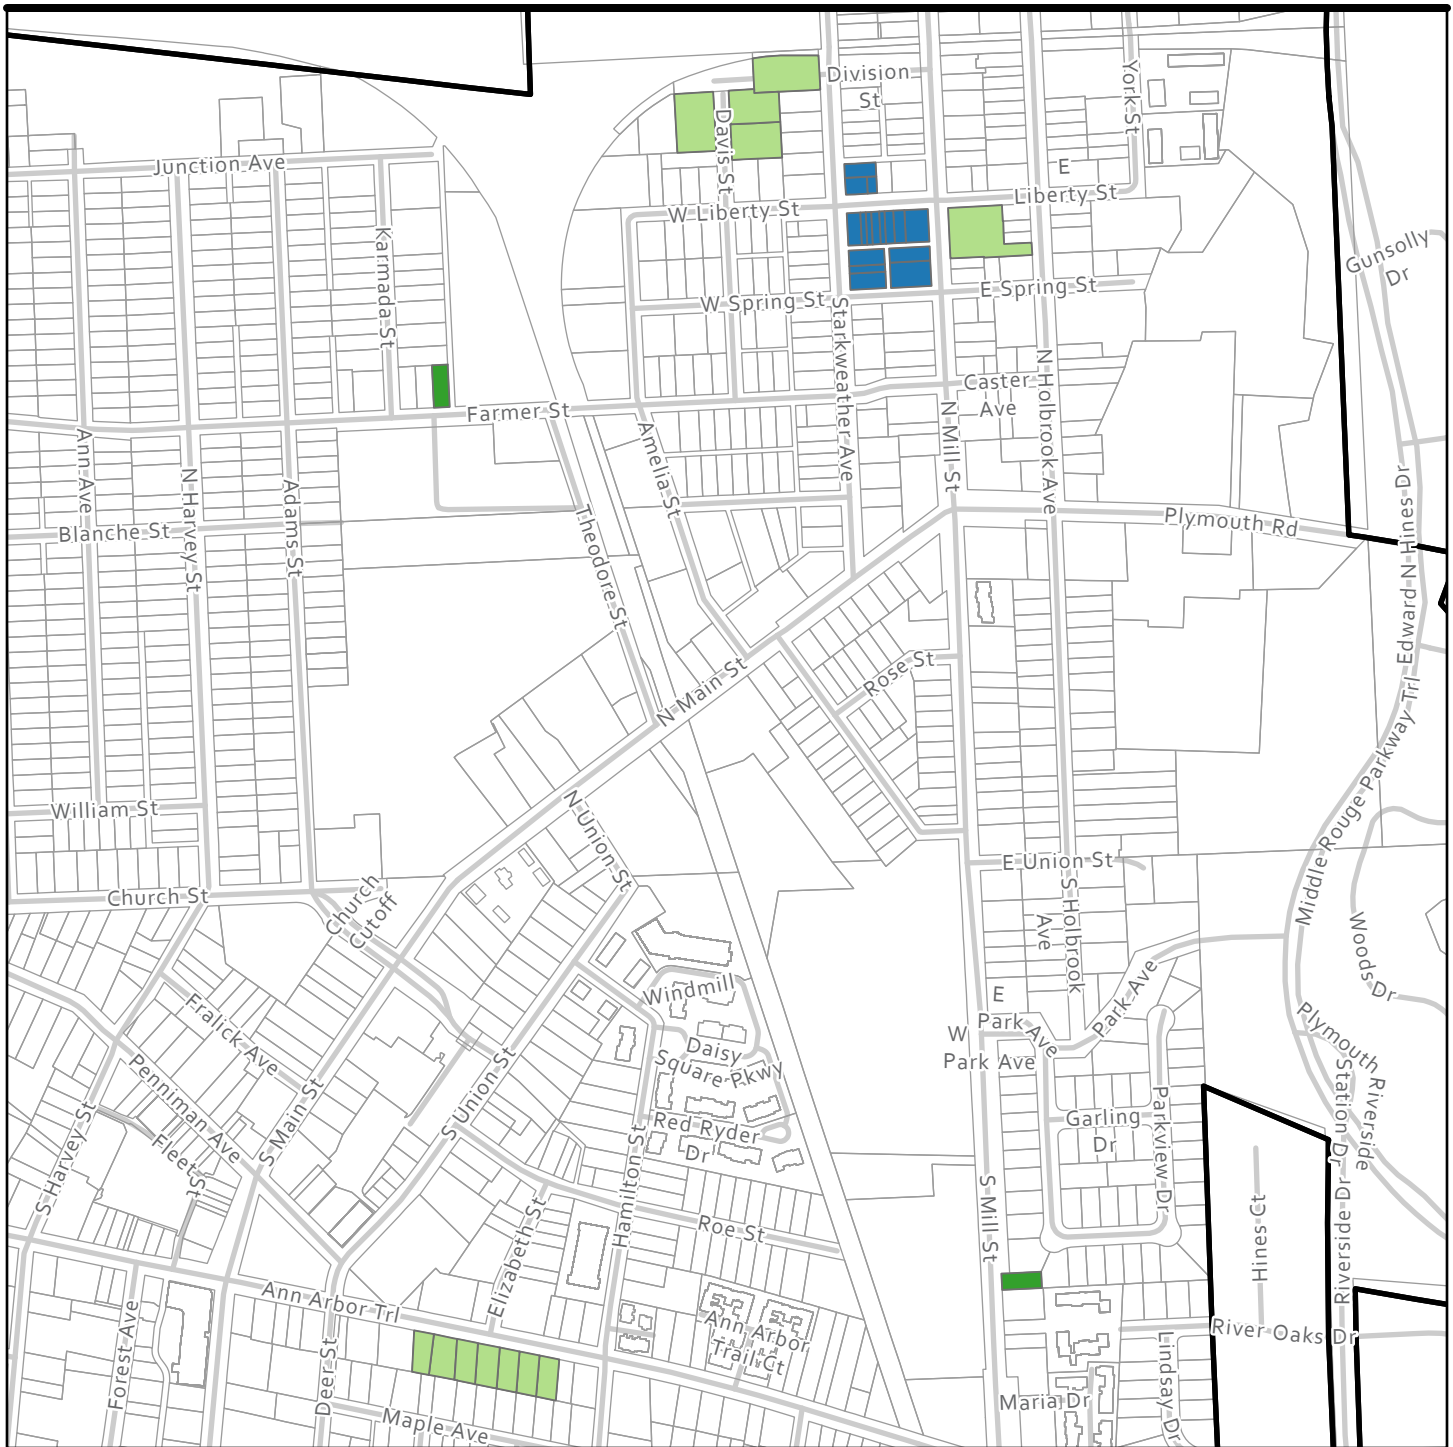 Division
St
York St
Davis St
Junction Ave
E
Liberty St
W Liberty St
Karmada St
Gunsolly
Dr
E Spring St
W Spring St
Starkweather Ave
N Holbrook Ave
Caster
Ave
Farmer St
N Mill St
Amelia St
Ann Ave
N Harvey St
Adams St
Theodore St
Plymouth Rd
Blanche St
Edward N Hines Dr
Rose St
N Main St
Middle Rouge Parkway Trl
William St
N Union St
E Union St
Church St
Church
Cutoff
S Holbrook
Ave
Woods Dr
Windmill
E
Park Ave
Park Ave
W
Park Ave
Fralick Ave
Daisy
Square Pkwy
Plymouth Riverside
Penniman Ave
S Main St
S Union St
Station Dr
Parkview Dr
Garling
Dr
Red Ryder
Dr
S Harvey St
Fleet St
Hamilton St
Roe St
S Mill St
Elizabeth St
Hines Ct
Riverside Dr
Ann Arbor Trl
Ann Arbor
Trail Ct
River Oaks Dr
Forest Ave
Deer St
Maple Ave
Maria Dr
Lindsay Dr